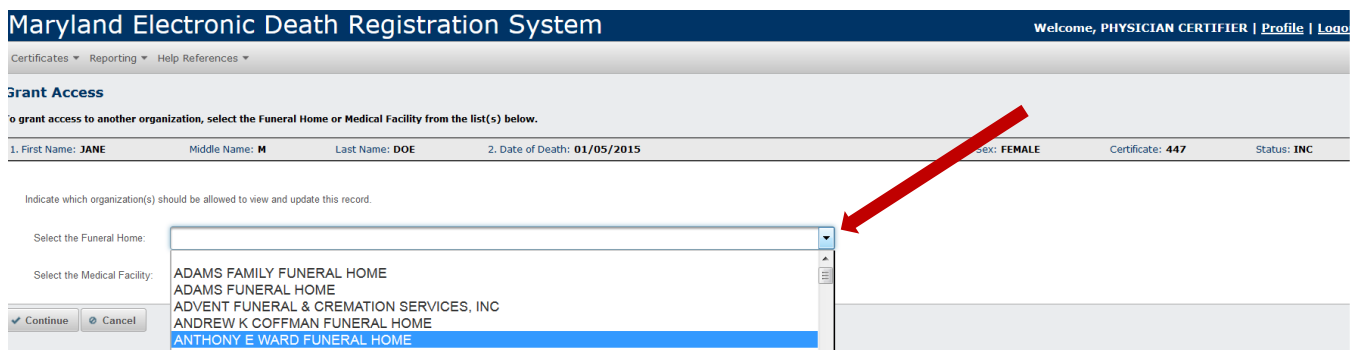 Maryland Electronic Death Registration System
Welcome, PHYSICIAN CERTIFIER | Profile | Logo
Certificates Reporting Help References
Grant Access
To grant access to another organization, select the Funeral Home or Medical Facility from the list(s) below.
1. First Name: JANE Middle Name: M Last Name: DOE 2. Date of Death: 01/05/2015 Sex: FEMALE Certificate: 447 Status: INC
Indicate which organization(s) should be allowed to view and update this record.
Select the Funeral Home:
Select the Medical Facility:
ADAMS FAMILY FUNERAL HOME
ADAMS FUNERAL HOME
ADVENT FUNERAL & CREMATION SERVICES, INC
ANDREW K COFFMAN FUNERAL HOME
ANTHONY E WARD FUNERAL HOME
Continue Cancel